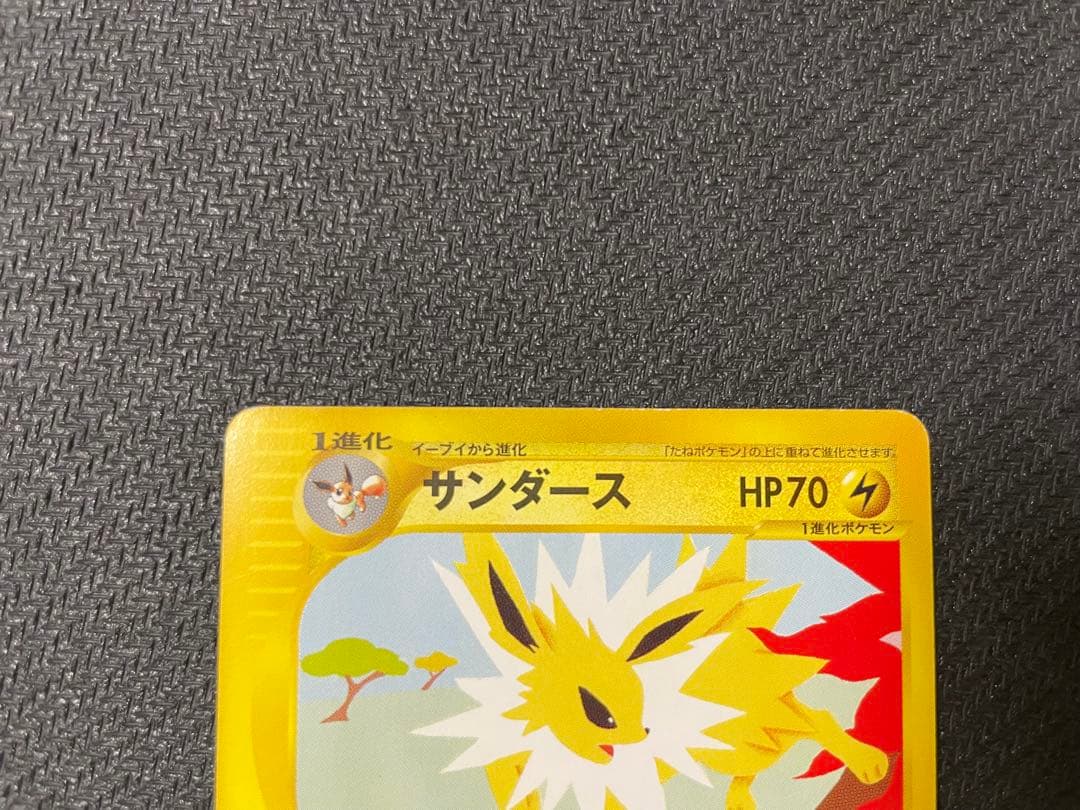 1進化
イーブイから進化
「たねポケモン」の上に重ねて進化させます。
サンダース
HP70
1進化ポケモン